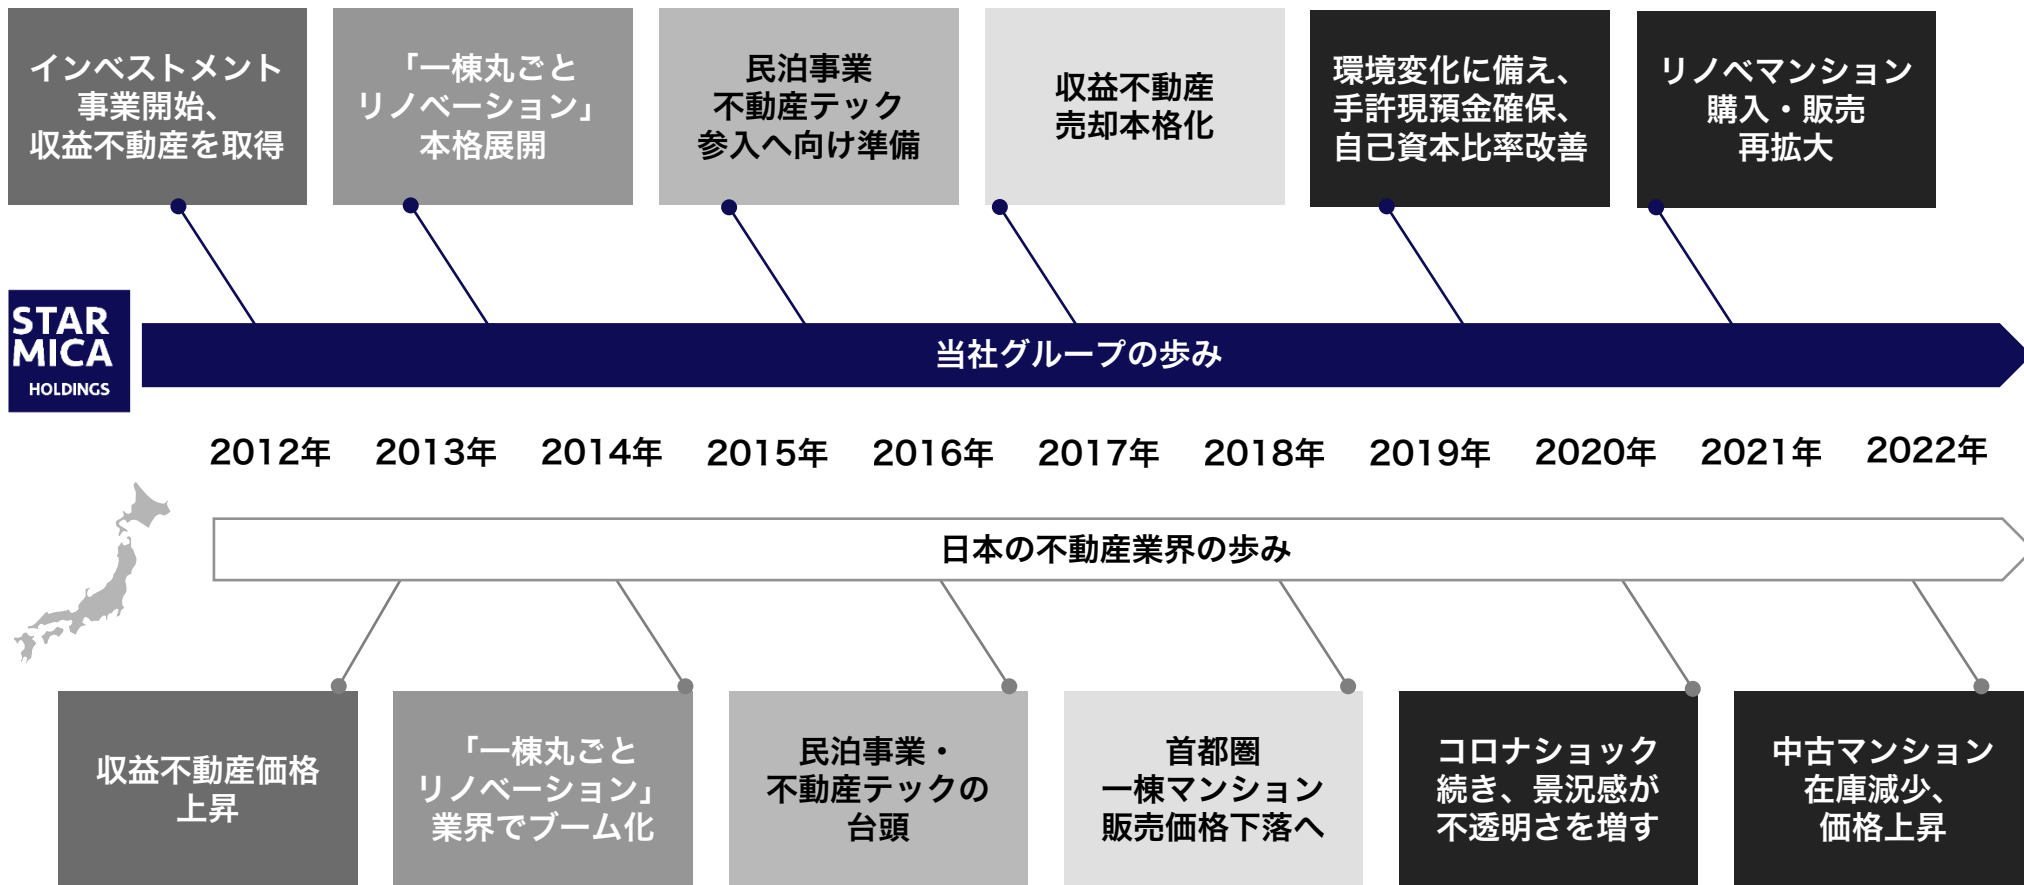 インベストメント
事業開始、
収益不動産を取得
「一棟丸ごと
リノベーション」
本格展開
民泊事業
不動産テック
参入へ向け準備
収益不動産
売却本格化
環境変化に備え、
手許現預金確保、
自己資本比率改善
リノベマンション
購入・販売
再拡大
STAR
MICA
HOLDINGS
当社グループの歩み
2012年 2013年 2014年 2015年 2016年 2017年 2018年 2019年 2020年 2021年 2022年
日本の不動産業界の歩み
収益不動産価格
上昇
「一棟丸ごと
リノベーション」
業界でブーム化
民泊事業・
不動産テックの
台頭
首都圏
一棟マンション
販売価格下落へ
コロナショック
続き、景況感が
不透明さを増す
中古マンション
在庫減少、
価格上昇